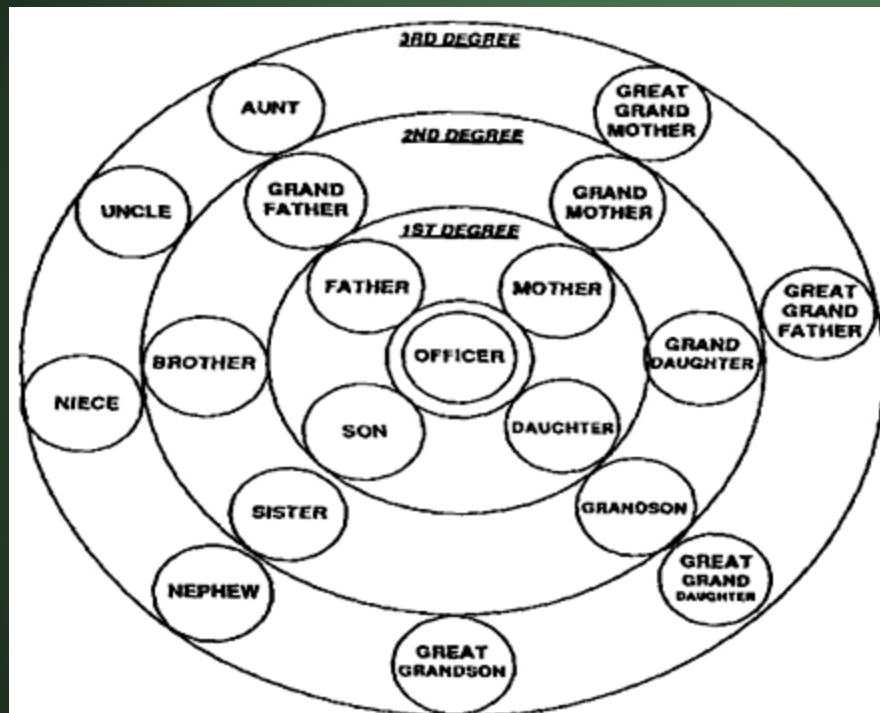 3RD DEGREE
AUNT
GREAT
GRAND
MOTHER
2ND DEGREE
UNCLE
GRAND
FATHER
GRAND
MOTHER
1ST DEGREE
FATHER
MOTHER
GREAT
GRAND
FATHER
OFFICER
BROTHER
GRAND
DAUGHTER
NIECE
SON
DAUGHTER
SISTER
GRANDSON
NEPHEW
GREAT
GRAND
DAUGHTER
GREAT
GRANDSON